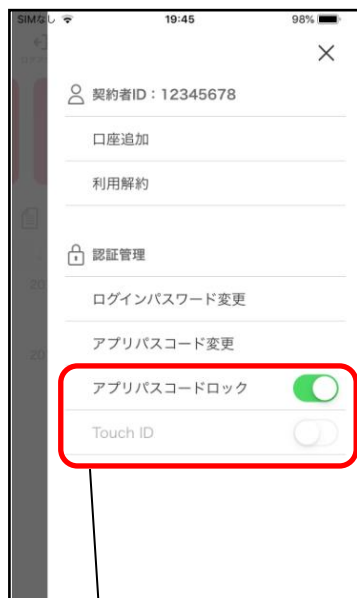 SIMなし 19:45 98%
契約者ID：12345678
口座追加
利用解約
認証管理
ログインパスワード変更
アプリパスコード変更
アプリパスコードロック
Touch ID